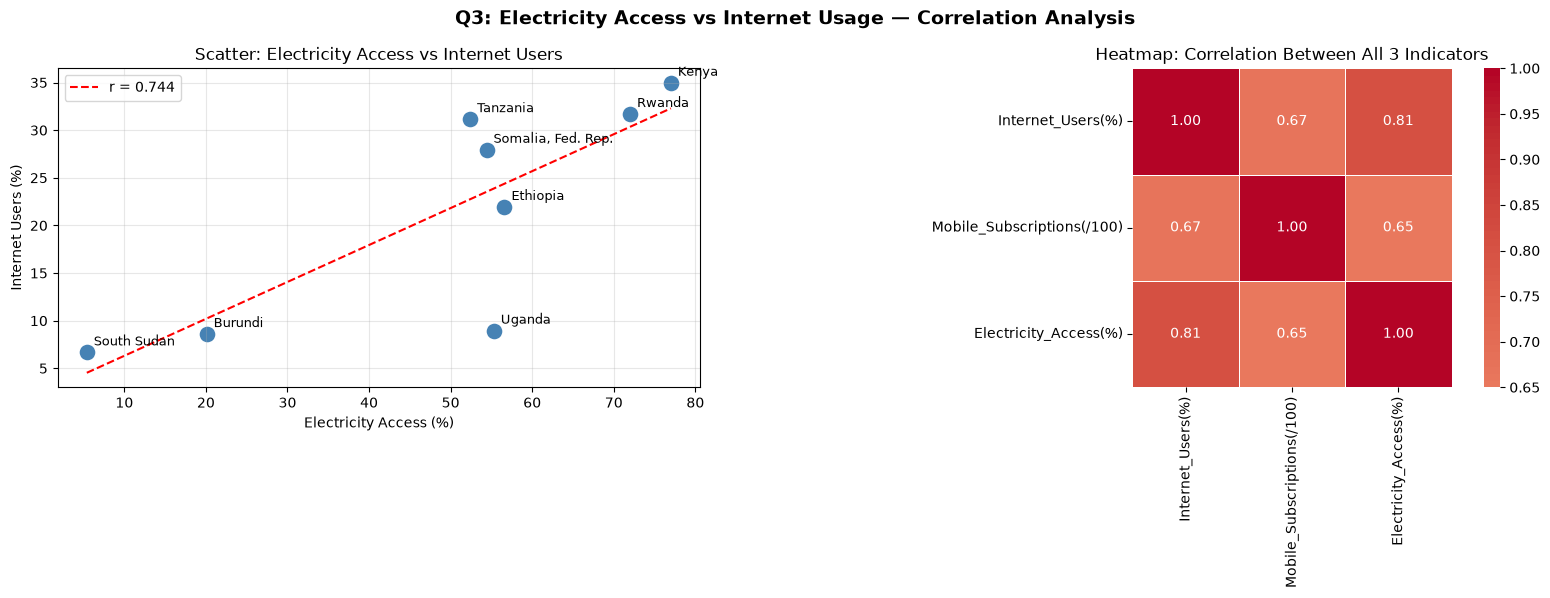 Q3: Electricity Access vs Internet Usage — Correlation Analysis
Scatter: Electricity Access vs Internet Users
r = 0.744
Kenya
Rwanda
Tanzania
Somalia, Fed. Rep.
Ethiopia
Uganda
Burundi
South Sudan
35
30
25
20
15
10
5
Internet Users (%)
10 20 30 40 50 60 70 80
Electricity Access (%)
Heatmap: Correlation Between All 3 Indicators
Internet_Users(%) 1.00 0.67 0.81
Mobile_Subscriptions(/100) 0.67 1.00 0.65
Electricity_Access(%) 0.81 0.65 1.00
Internet_Users(%)
Mobile_Subscriptions(/100)
Electricity_Access(%)
1.00
0.95
0.90
0.85
0.80
0.75
0.70
0.65